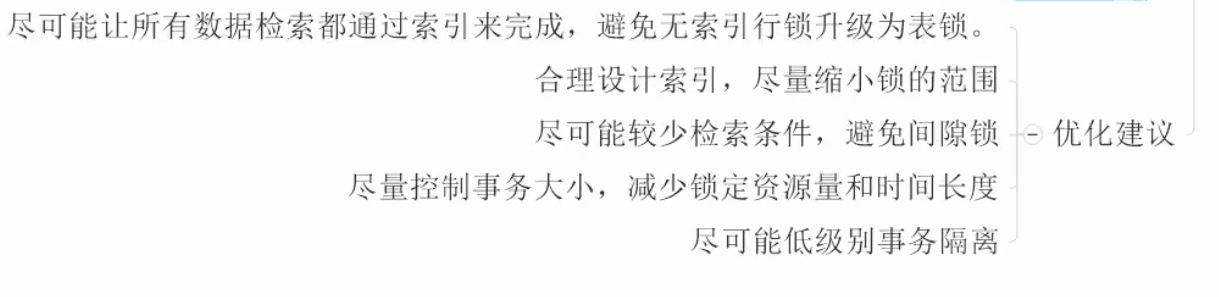 尽可能让所有数据检索都通过索引来完成，避免无索引行锁升级为表锁。
合理设计索引，尽量缩小锁的范围
尽可能较少检索条件，避免间隙锁
优化建议
尽量控制事务大小，减少锁定资源量和时间长度
尽可能低级别事务隔离